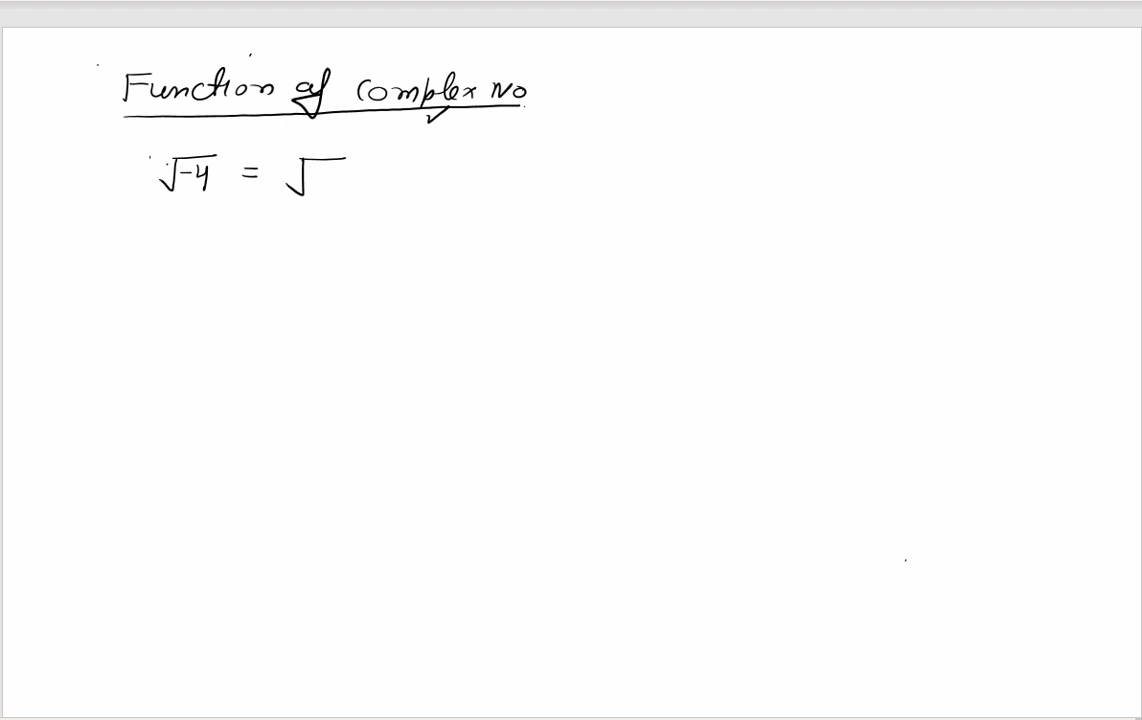 Function of complex No
√-4 = √